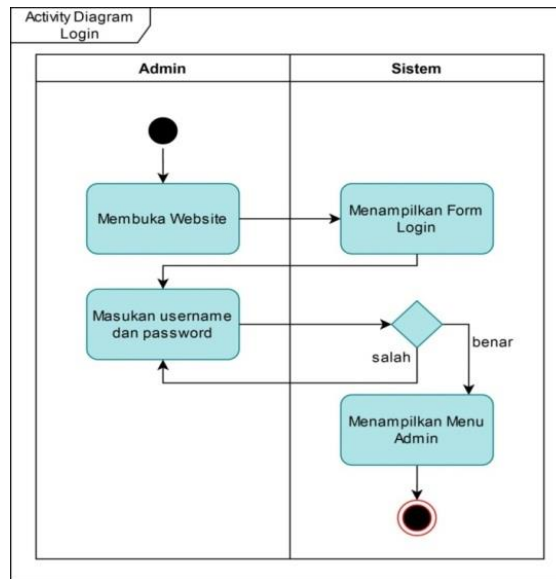 Activity Diagram
Login
Admin
Sistem
Membuka Website
Menampilkan Form
Login
Masukan username
dan password
salah
benar
Menampilkan Menu
Admin